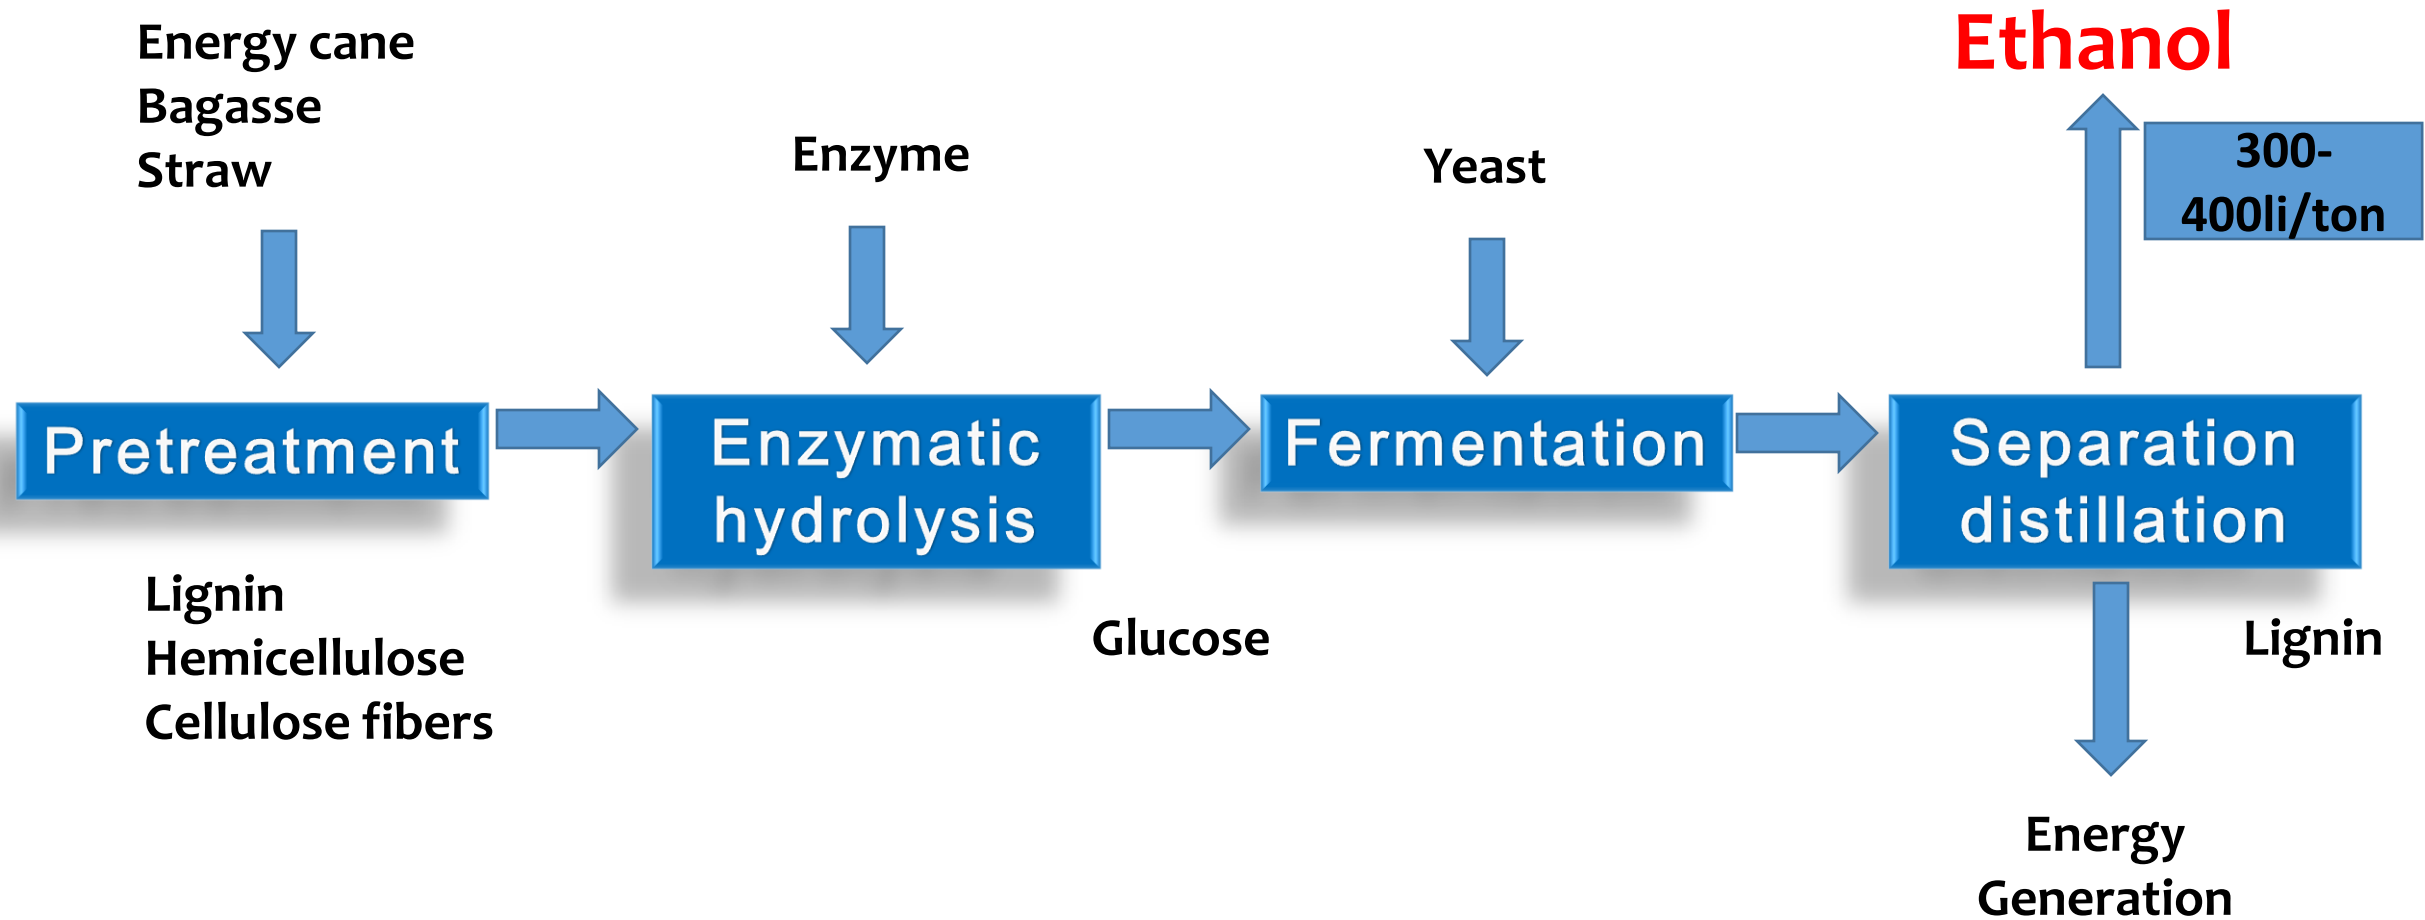 Energy cane
Bagasse
Straw
Enzyme
Yeast
Ethanol
300-
400li/ton
Pretreatment
Enzymatic
hydrolysis
Fermentation
Separation
distillation
Lignin
Hemicellulose
Cellulose fibers
Glucose
Lignin
Energy
Generation